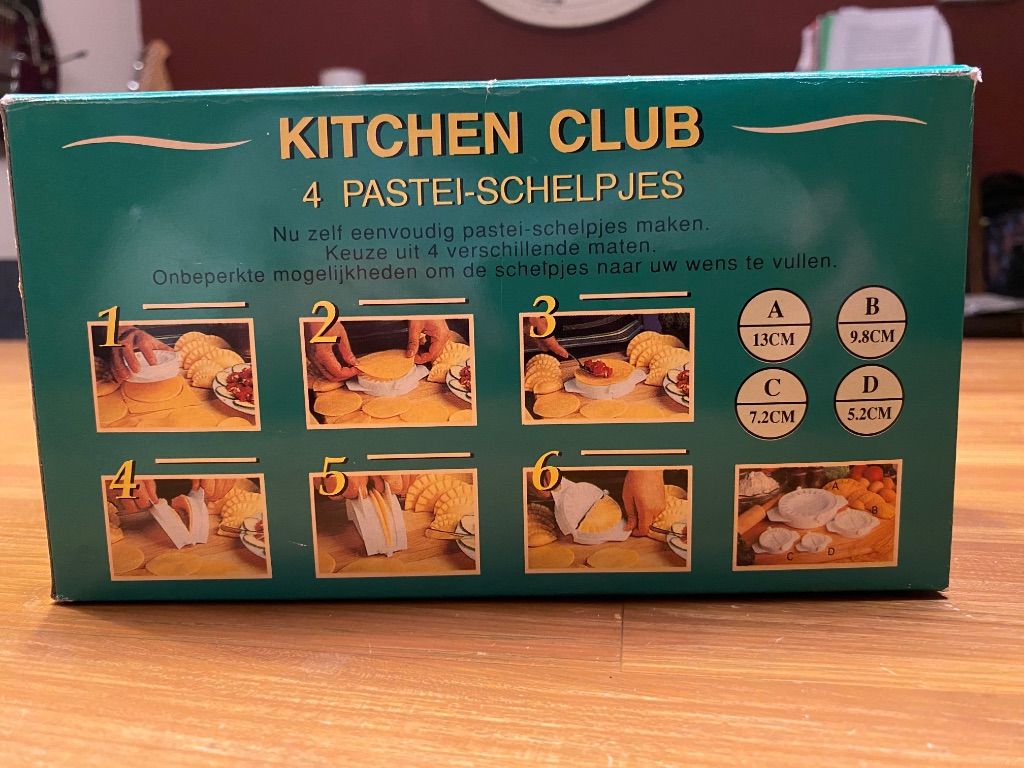 KITCHEN CLUB
4 PASTEI-SCHELPJES
Nu zelf eenvoudig pastei-schelpjes maken.
Keuze uit 4 verschillende maten.
Onbeperkte mogelijkheden om de schelpjes naar uw wens te vullen.
1
2
3
A
13CM
B
9.8CM
C
7.2CM
D
5.2CM
4
5
6
A
B
C
D